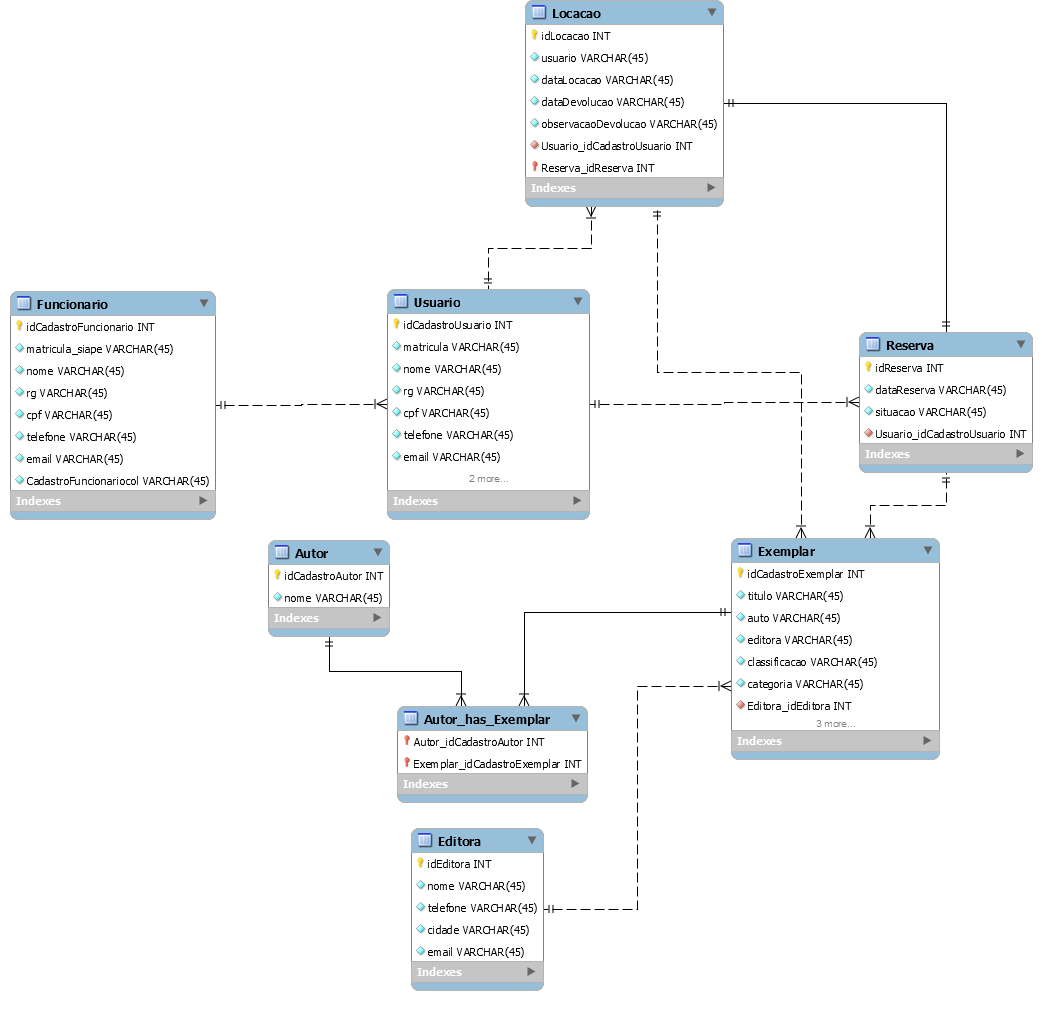 Locacao
idLocacao INT
usuario VARCHAR(45)
dataLocacao VARCHAR(45)
dataDevolucao VARCHAR(45)
observacaoDevolucao VARCHAR(45)
Usuario_idCadastroUsuario INT
Reserva_idReserva INT
Indexes
Funcionario
idCadastroFuncionario INT
matricula_siape VARCHAR(45)
nome VARCHAR(45)
rg VARCHAR(45)
cpf VARCHAR(45)
telefone VARCHAR(45)
email VARCHAR(45)
CadastroFuncionariocol VARCHAR(45)
Indexes
Usuario
idCadastroUsuario INT
matricula VARCHAR(45)
nome VARCHAR(45)
rg VARCHAR(45)
cpf VARCHAR(45)
telefone VARCHAR(45)
email VARCHAR(45)
2 more...
Indexes
Reserva
idReserva INT
dataReserva VARCHAR(45)
situacao VARCHAR(45)
Usuario_idCadastroUsuario INT
Indexes
Autor
idCadastroAutor INT
nome VARCHAR(45)
Indexes
Exemplar
idCadastroExemplar INT
titulo VARCHAR(45)
auto VARCHAR(45)
editora VARCHAR(45)
classificacao VARCHAR(45)
categoria VARCHAR(45)
Editora_idEditora INT
3 more...
Indexes
Autor_has_Exemplar
Autor_idCadastroAutor INT
Exemplar_idCadastroExemplar INT
Indexes
Editora
idEditora INT
nome VARCHAR(45)
telefone VARCHAR(45)
cidade VARCHAR(45)
email VARCHAR(45)
Indexes